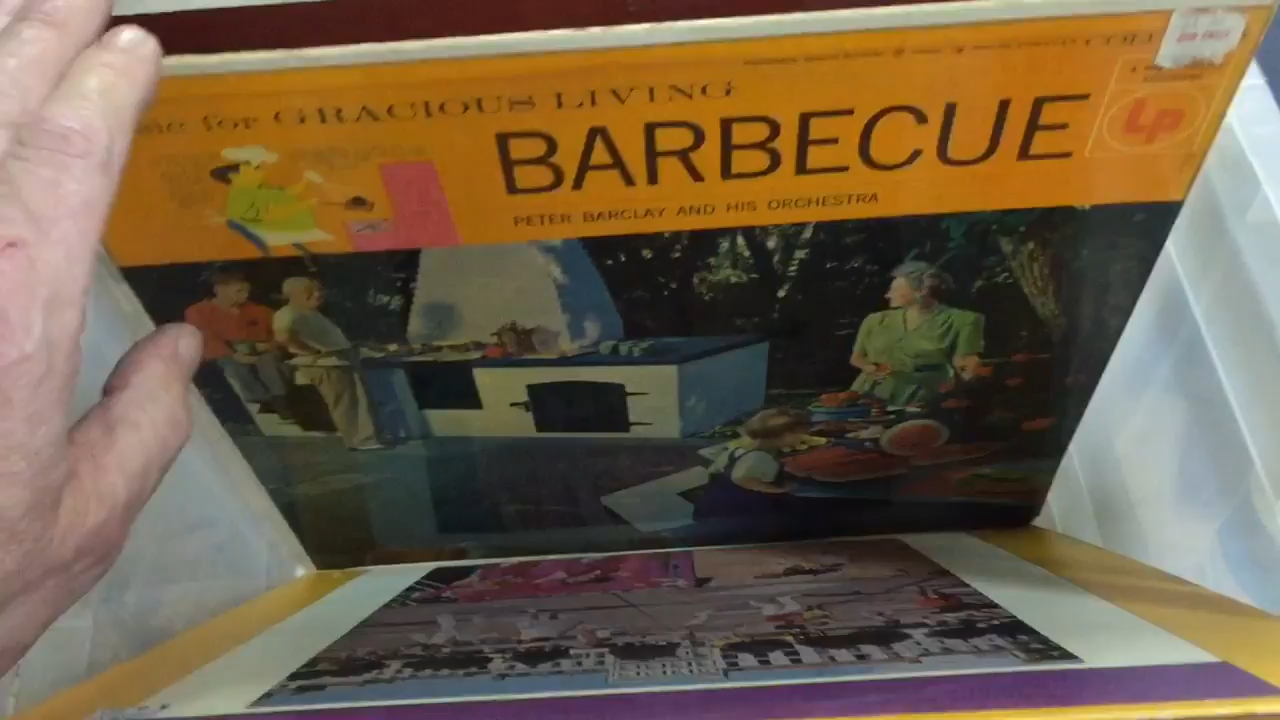 for GRACIOUS LIVING
BARBECUE
PETER BARCLAY AND HIS ORCHESTRA
Lp